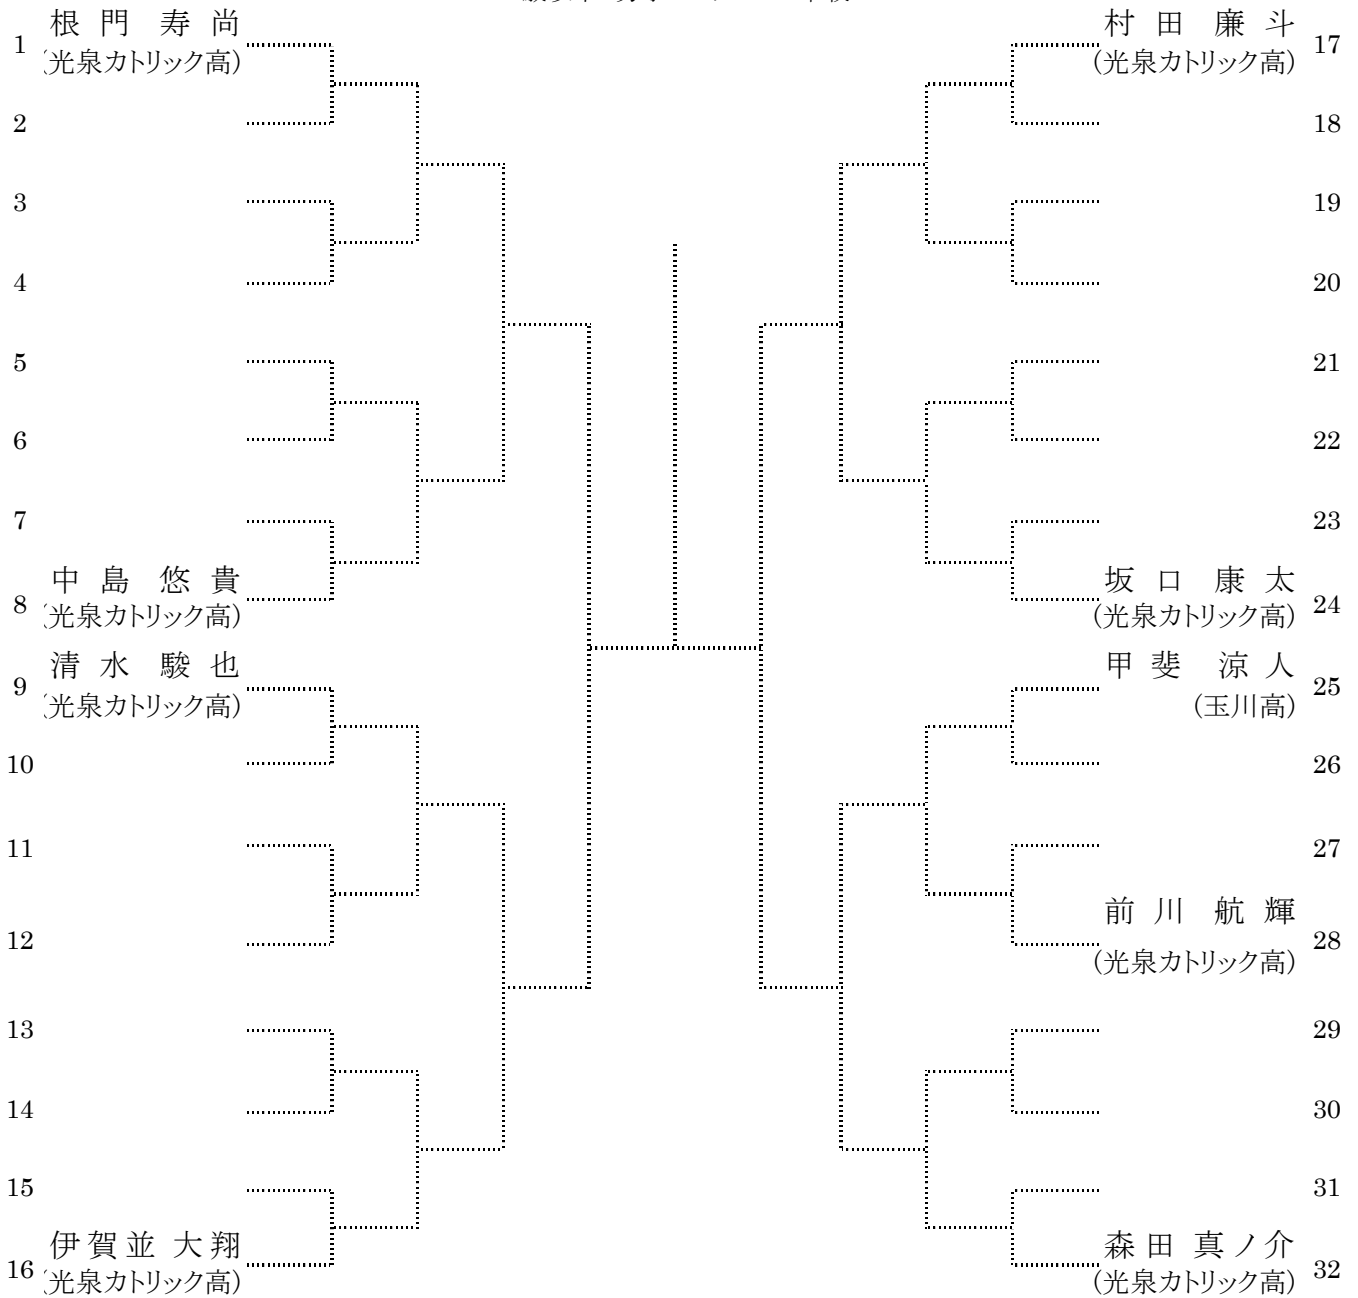 根門 寿尚
1
(光泉カトリック高)
2
3
4
5
6
7
中島 悠貴
8
(光泉カトリック高)
清水 駿也
9
(光泉カトリック高)
10
11
12
13
14
15
伊賀並 大翔
16
(光泉カトリック高)
村田 廉斗
17
(光泉カトリック高)
18
19
20
21
22
23
坂口 康太
24
(光泉カトリック高)
甲斐 涼人
25
(玉川高)
26
27
前川 航輝
28
(光泉カトリック高)
29
30
31
森田 真ノ介
32
(光泉カトリック高)